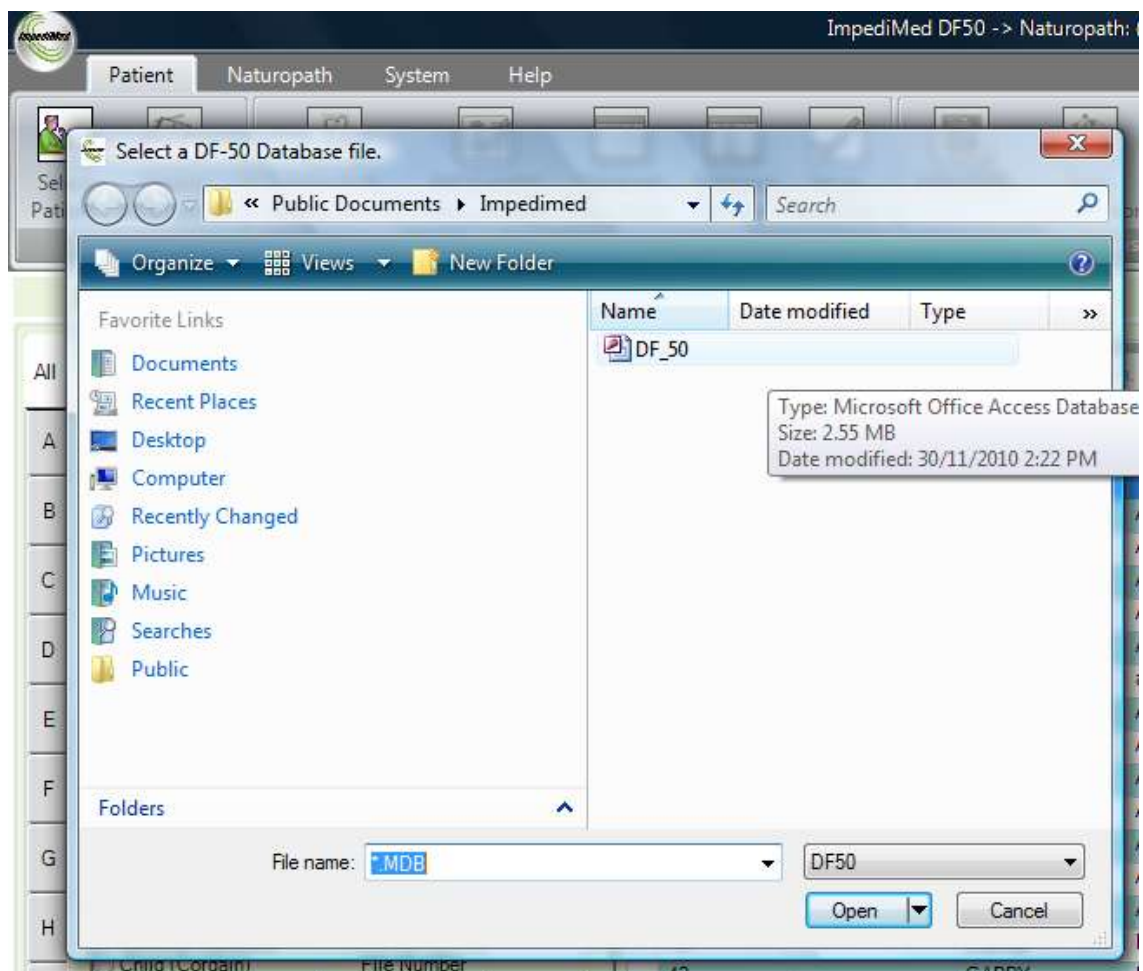 ImpediMed
ImpediMed DF50 -> Naturopath:
Patient Naturopath System Help
Select a DF-50 Database file.
« Public Documents Impedimed
Search
Organize Views New Folder
Favorite Links
Documents
Recent Places
Desktop
Computer
Recently Changed
Pictures
Music
Searches
Public
Folders
Name Date modified Type »
DF_50
Type: Microsoft Office Access Database
Size: 2.55 MB
Date modified: 30/11/2010 2:22 PM
All
A
B
C
D
E
F
G
H
File name: *.MDB
DF50
Open Cancel